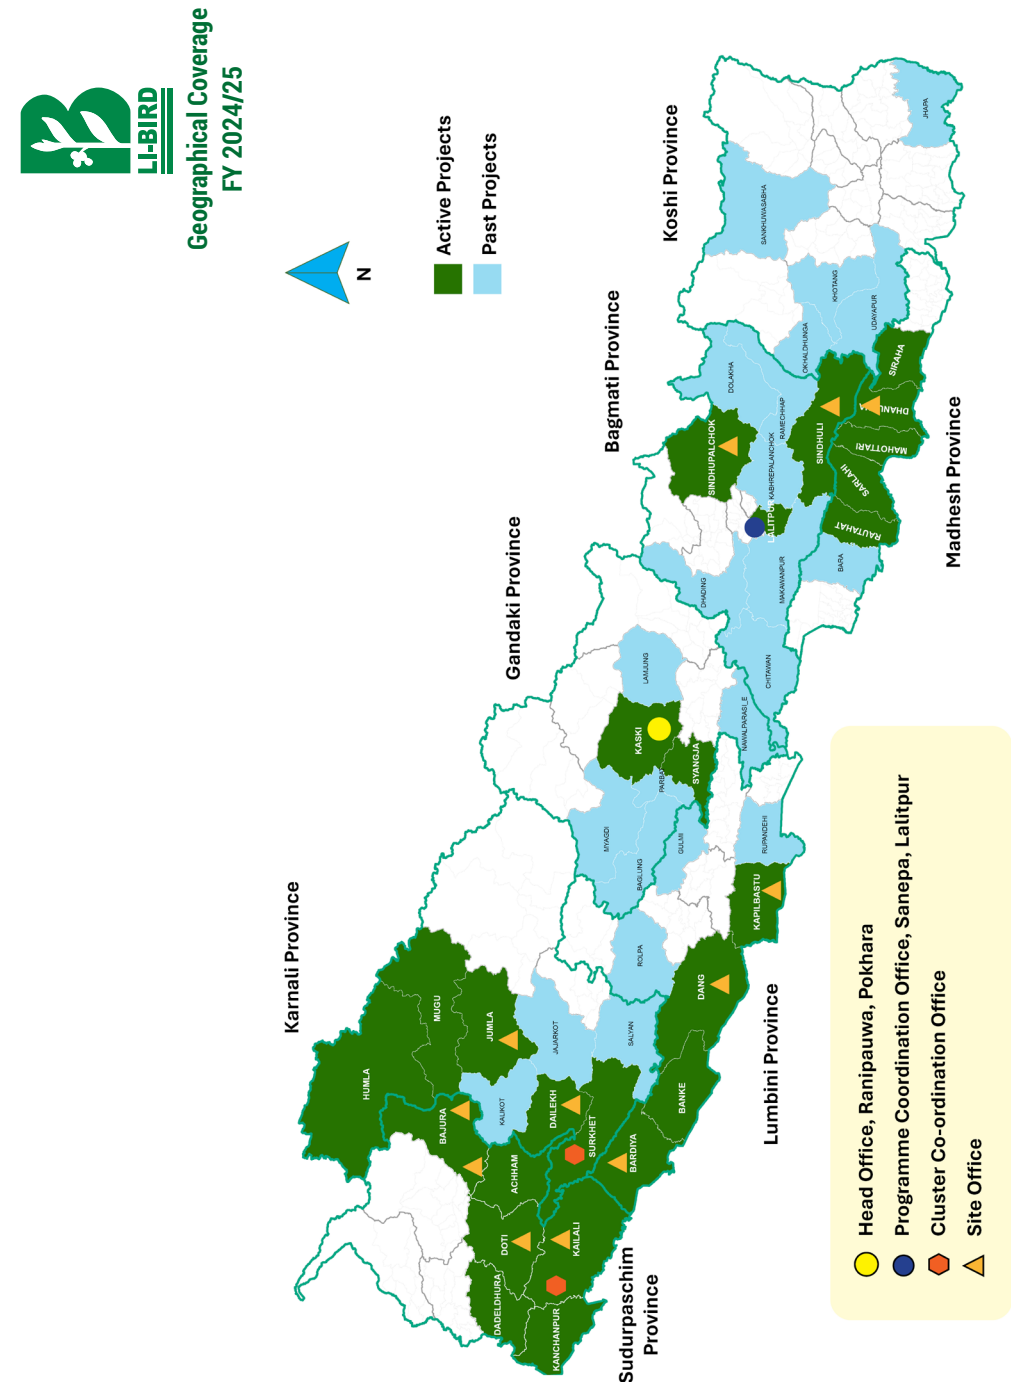 LI-BIRD
Geographical Coverage
FY 2024/25
N
Active Projects
Past Projects
Karnali Province
Gandaki Province
Bagmati Province
Koshi Province
Sudurpaschim
Province
Lumbini Province
Madhesh Province
HUMLA
MUGU
JUMLA
BAJURA
KALIKOT
JAJARKOT
DAILEKH
SURKHET
SALYAN
ACHHAM
DOTI
DADELDHURA
KANCHANPUR
KAILALI
BARDIYA
BANKE
DANG
ROLPA
KAPILBASTU
RUPANDEHI
GULMI
BAGLUNG
MYAGDI
PARBAT
SYANGJA
KASKI
LAMJUNG
NAWALPARASI_E
CHITAWAN
DHADING
MAKAWANPUR
LALITPUR
KABHREPALANCHOK
SINDHUPALCHOK
DOLAKHA
RAMECHHAP
SINDHULI
BARA
RAUTAHAT
SARLAHI
MAHOTTARI
DHANUSA
SIRAHA
OKHALDHUNGA
KHOTANG
UDAYAPUR
SANKHUWASABHA
JHAPA
Head Office, Ranipauwa, Pokhara
Programme Coordination Office, Sanepa, Lalitpur
Cluster Co-ordination Office
Site Office